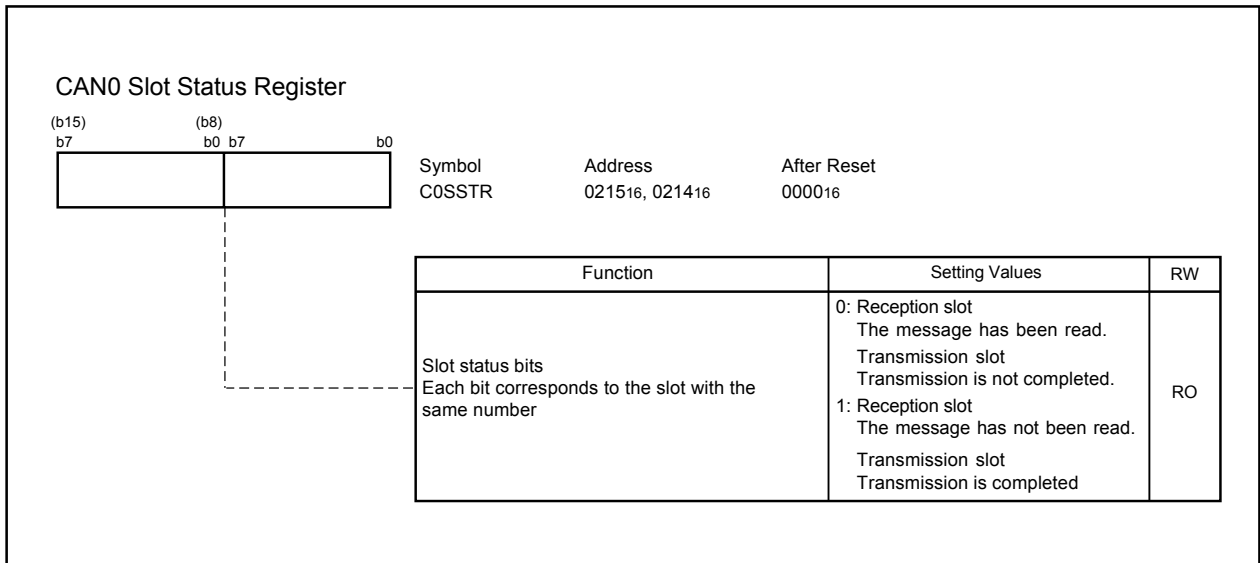 CAN0 Slot Status Register
(b15) (b8)
b7 b0 b7 b0
Symbol Address After Reset
C0SSTR 021516, 021416 000016
Function Setting Values RW
Slot status bits
Each bit corresponds to the slot with the
same number
0: Reception slot
The message has been read.
Transmission slot
Transmission is not completed.
1: Reception slot
The message has not been read.
Transmission slot
Transmission is completed
RO